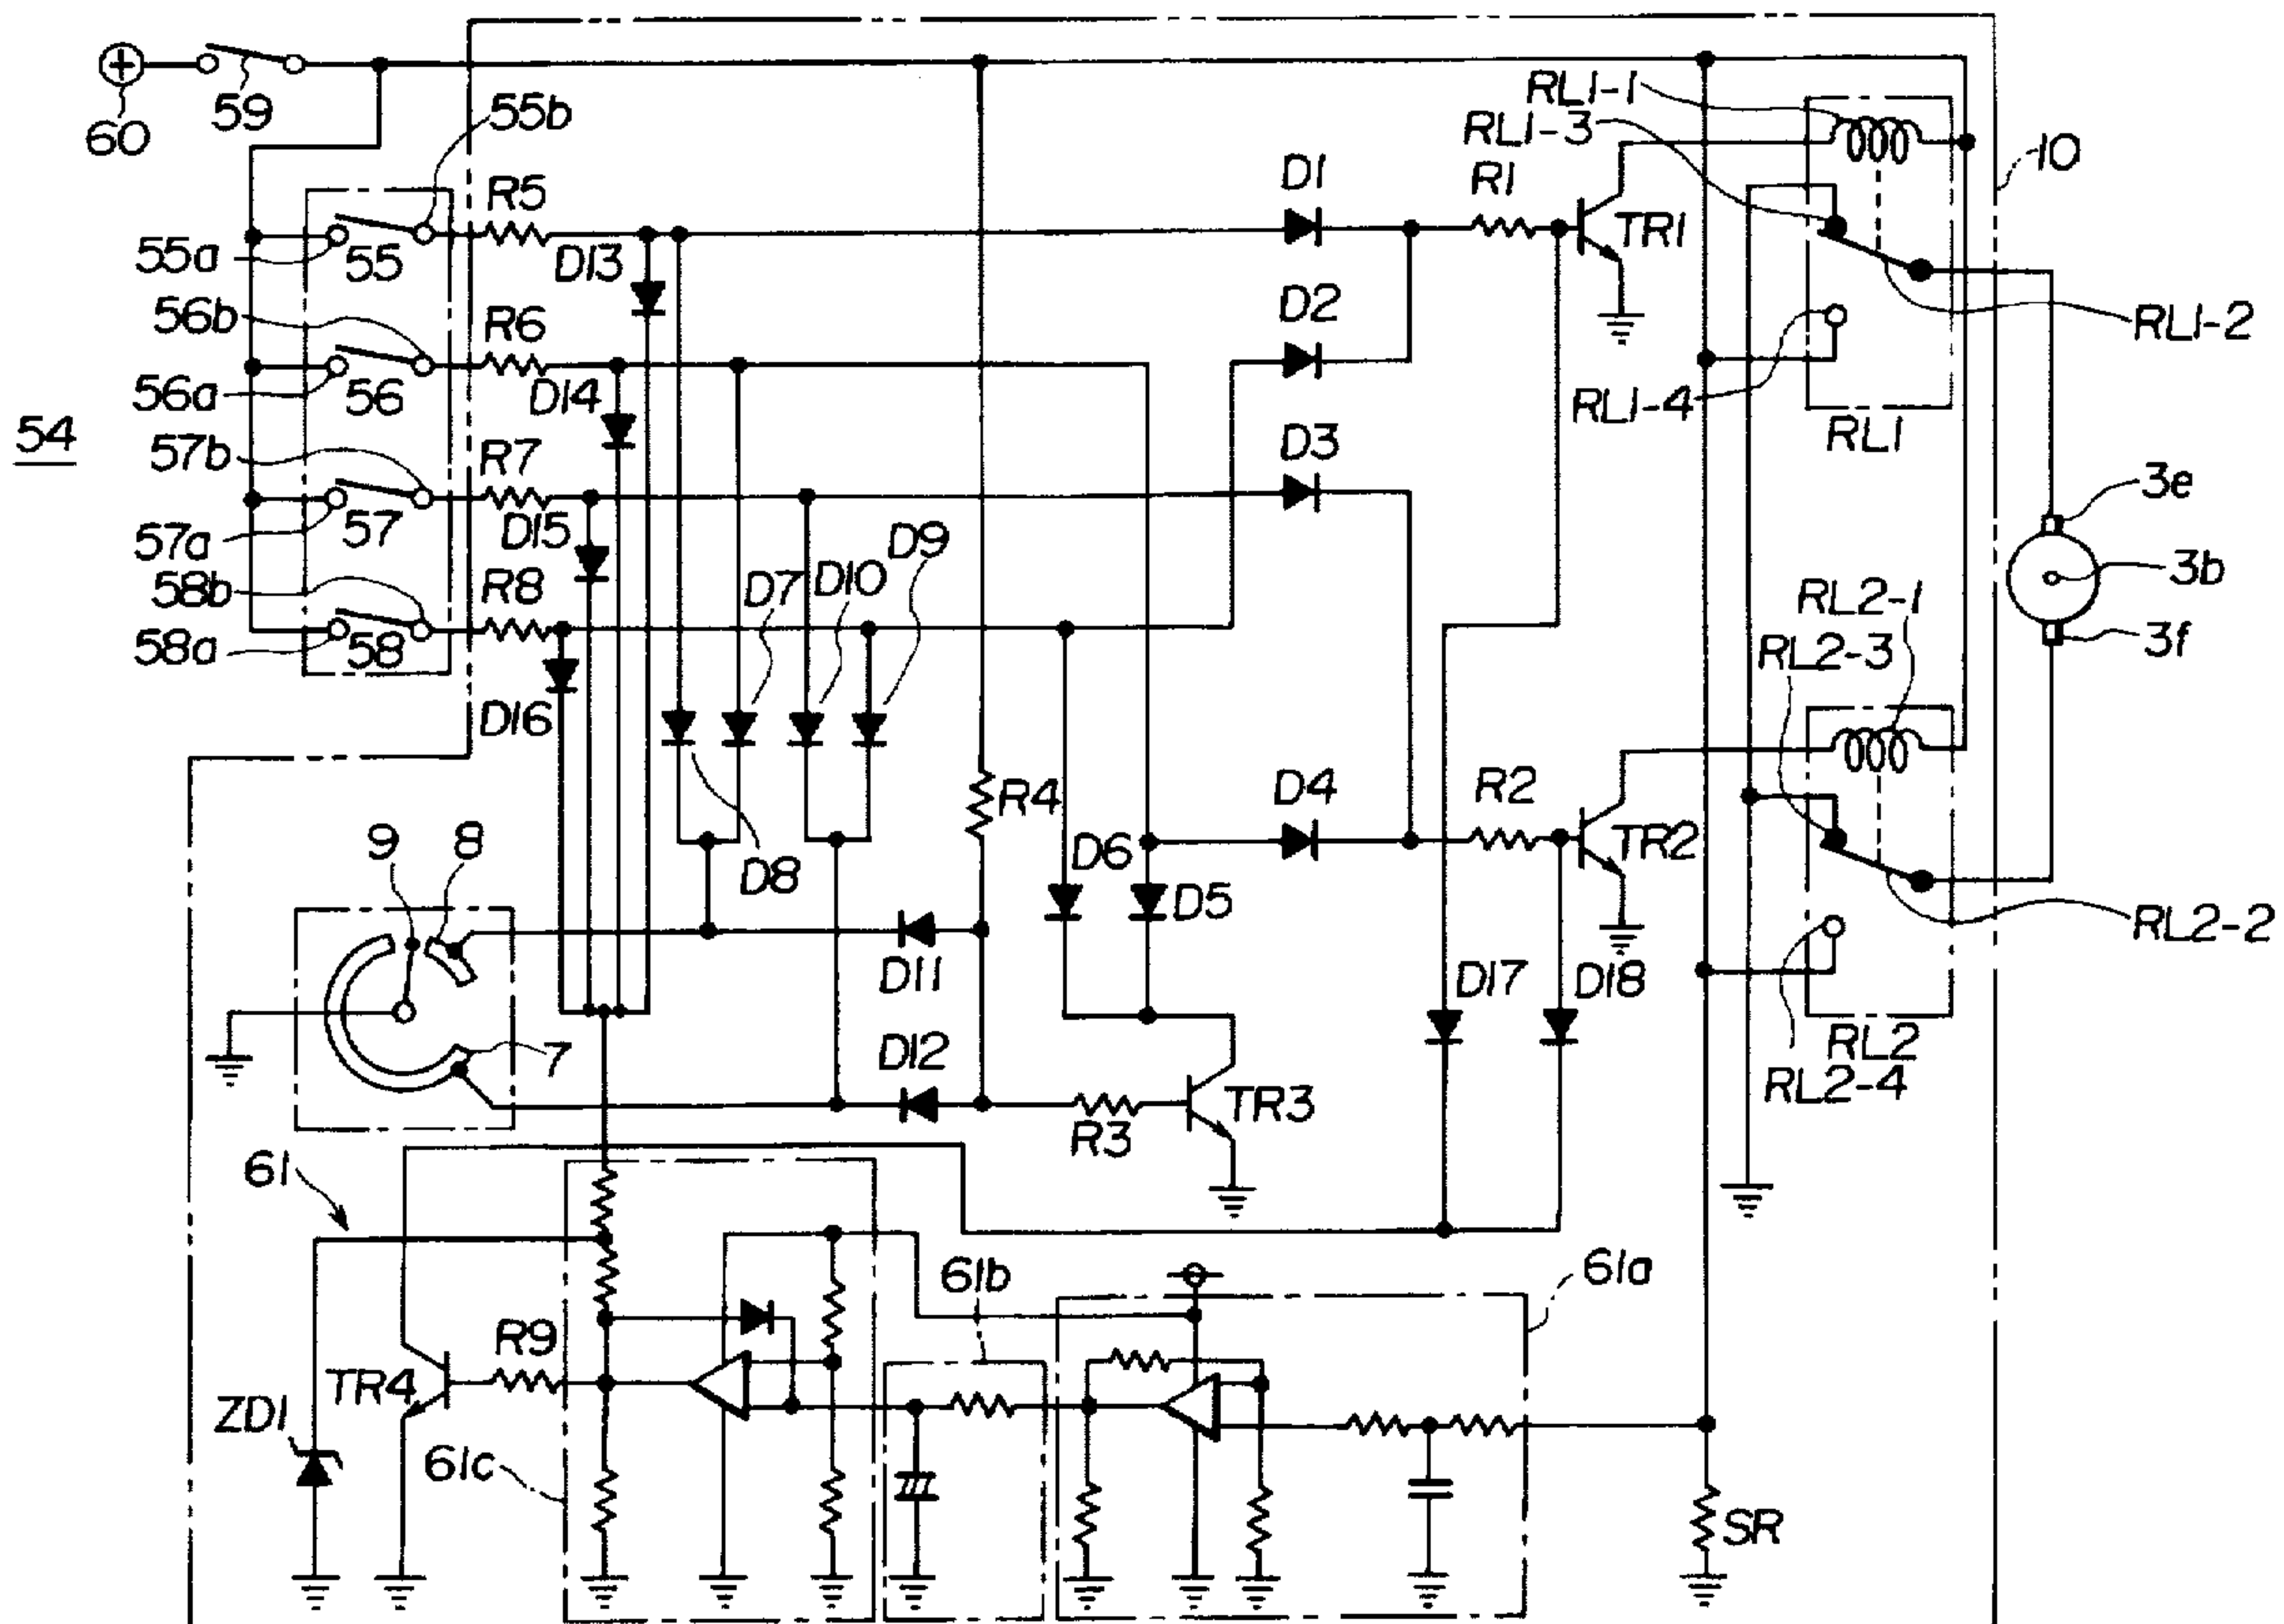 60
59
55b
RL1-1
RL1-3
10
R5
D1
R1
55a
55
D13
TR1
56b
R6
D2
RL1-2
56a
56
D14
RL1-4
54
57b
R7
D3
RL1
57a
57
D15
D9
3e
58b
R8
D7
D10
RL2-1
3b
58a
58
RL2-3
3f
D16
R4
D4
R2
9
8
D8
D6
TR2
D5
RL2-2
D11
D17
D18
7
D12
RL2
RL2-4
R3
TR3
61
61b
61a
R9
TR4
ZD1
61c
SR